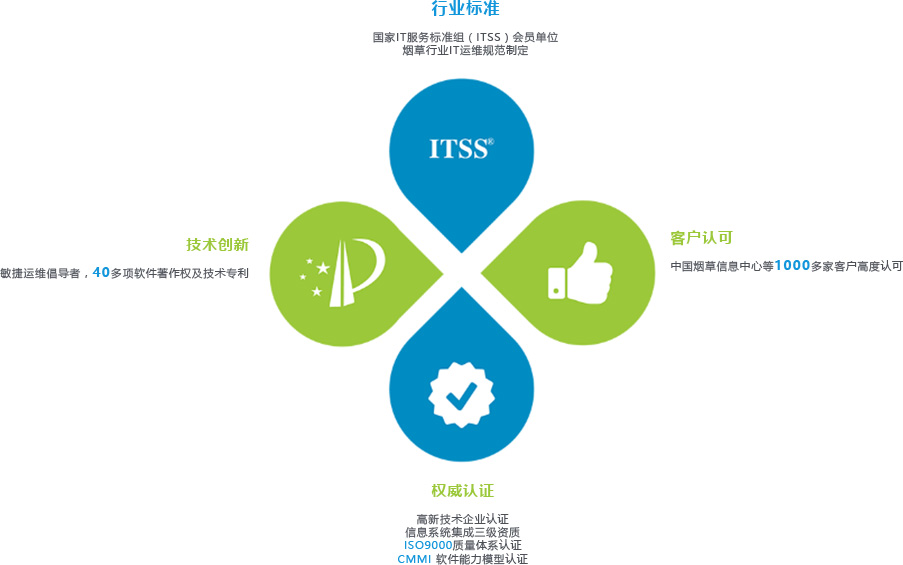 行业标准
国家IT服务标准组（ITSS）会员单位
烟草行业IT运维规范制定
ITSS®
技术创新
敏捷运维倡导者，40多项软件著作权及技术专利
客户认可
中国烟草信息中心等1000多家客户高度认可
权威认证
高新技术企业认证
信息系统集成三级资质
ISO9000质量体系认证
CMMI 软件能力模型认证